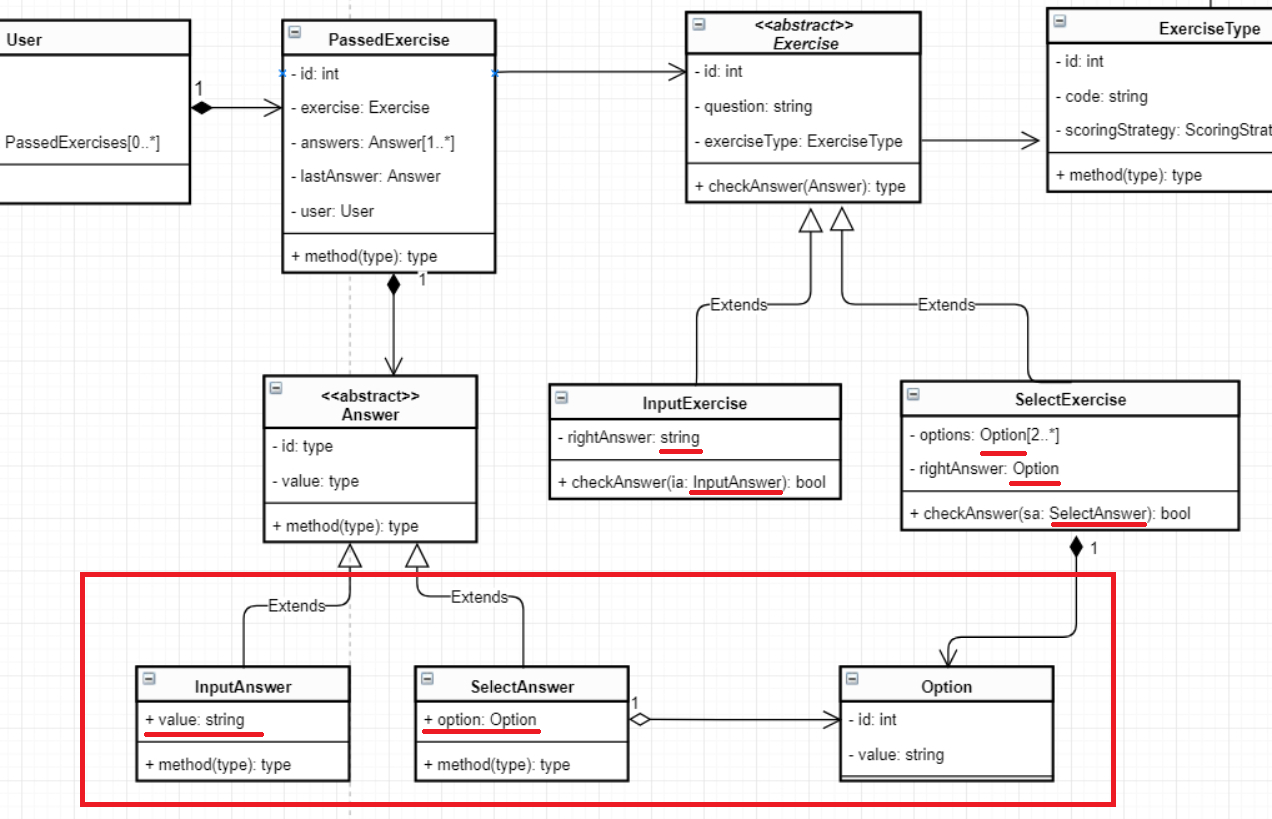 User
PassedExercises[0..*]
1
PassedExercise
- id: int
- exercise: Exercise
- answers: Answer[1..*]
- lastAnswer: Answer
- user: User
+ method(type): type
1
<<abstract>>
Exercise
- id: int
- question: string
- exerciseType: ExerciseType
+ checkAnswer(Answer): type
ExerciseType
- id: int
- code: string
- scoringStrategy: ScoringStrat
+ method(type): type
Extends
Extends
<<abstract>>
Answer
- id: type
- value: type
+ method(type): type
InputExercise
- rightAnswer: string
+ checkAnswer(ia: InputAnswer): bool
SelectExercise
- options: Option[2..*]
- rightAnswer: Option
+ checkAnswer(sa: SelectAnswer): bool
1
Extends
Extends
InputAnswer
+ value: string
+ method(type): type
SelectAnswer
+ option: Option
+ method(type): type
1
Option
- id: int
- value: string